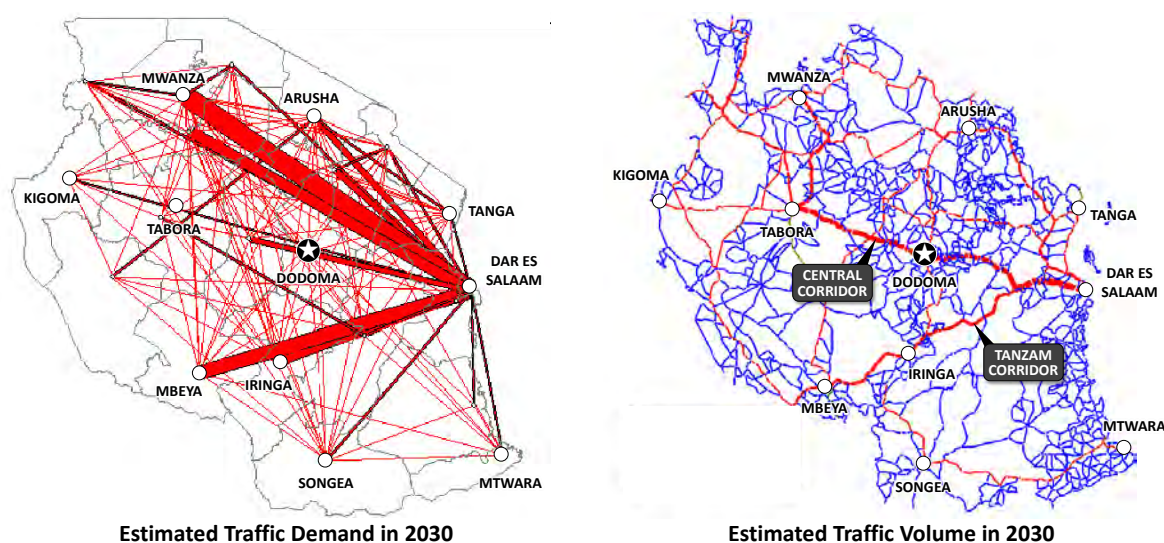 MWANZA
ARUSHA
KIGOMA
TABORA
TANGA
DODOMA
DAR ES
SALAAM
MBEYA
IRINGA
SONGEA
MTWARA
Estimated Traffic Demand in 2030
MWANZA
ARUSHA
KIGOMA
TABORA
TANGA
CENTRAL
CORRIDOR
DODOMA
DAR ES
SALAAM
TANZAM
CORRIDOR
IRINGA
MBEYA
MTWARA
SONGEA
Estimated Traffic Volume in 2030